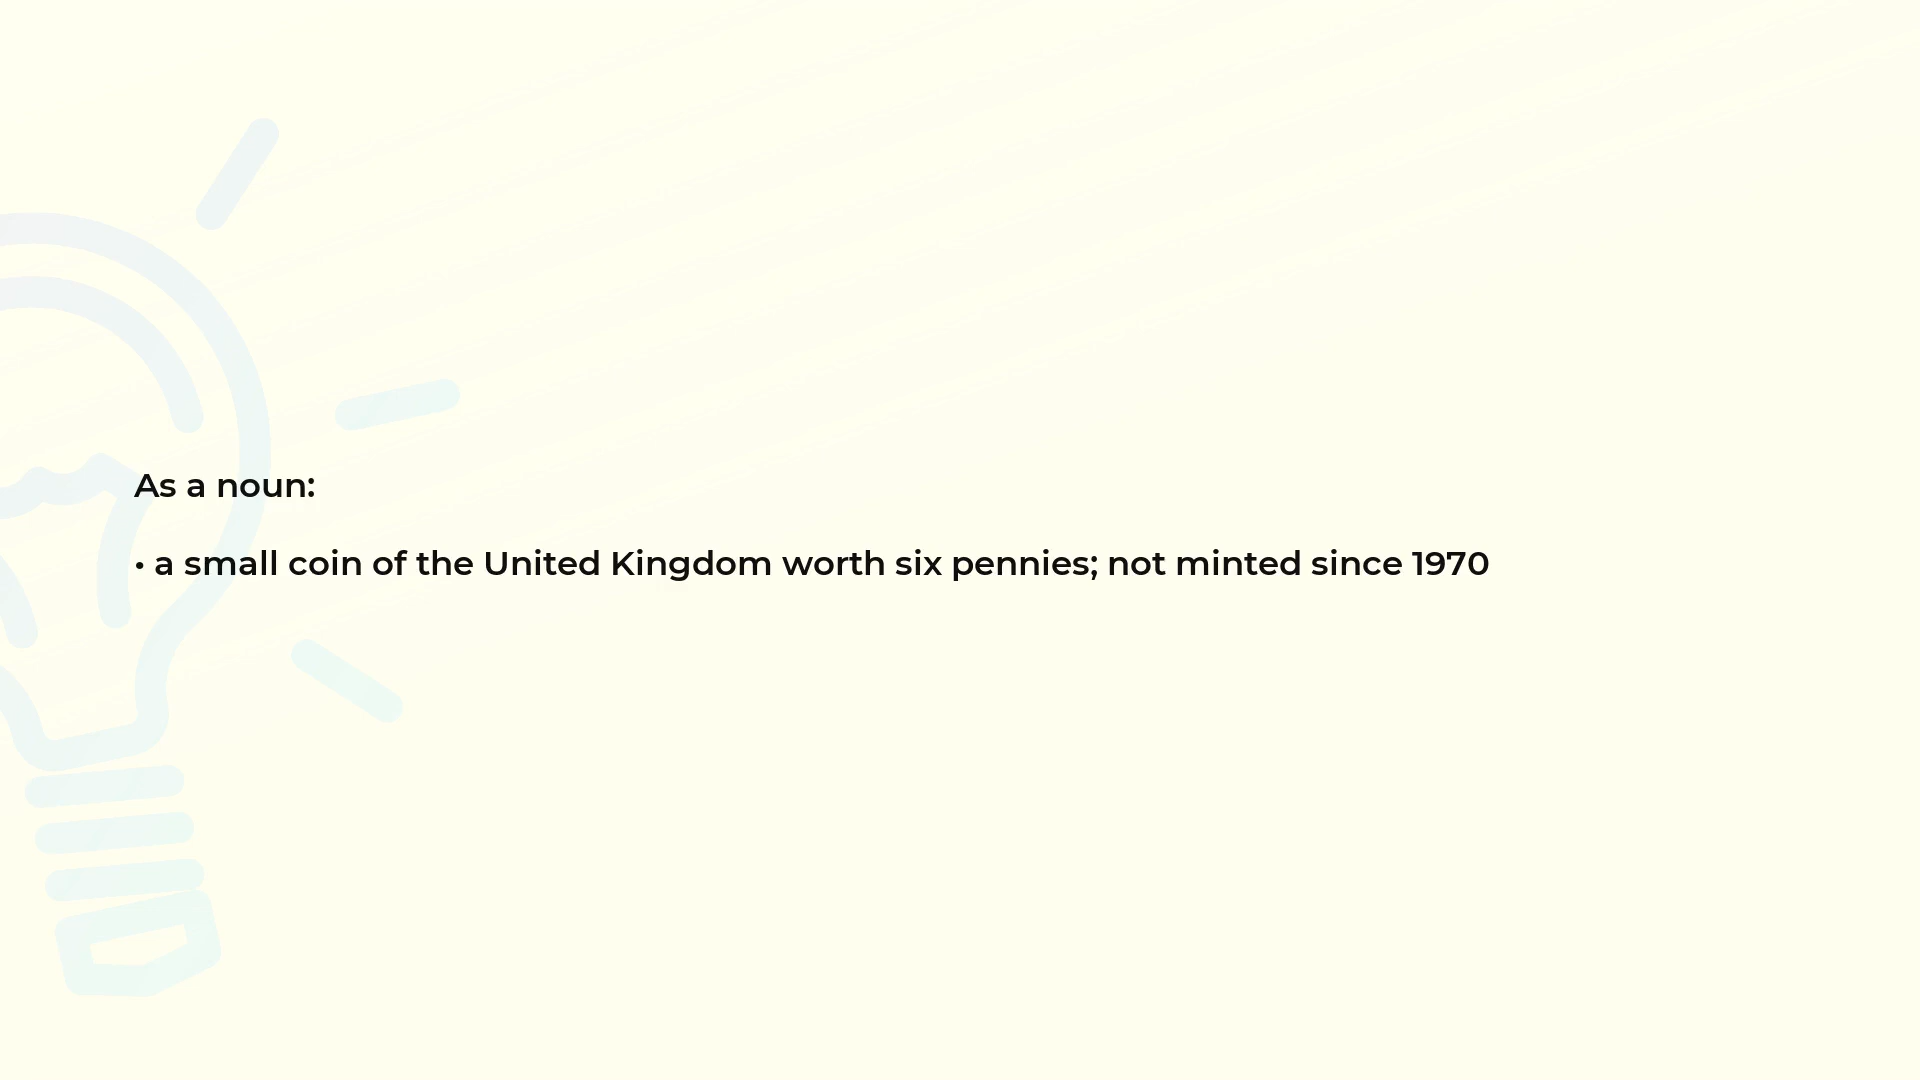 As a noun:
• a small coin of the United Kingdom worth six pennies; not minted since 1970